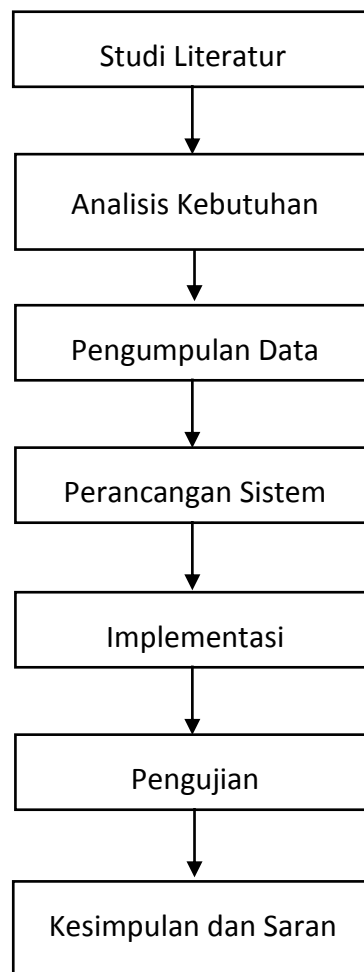 Studi Literatur
Analisis Kebutuhan
Pengumpulan Data
Perancangan Sistem
Implementasi
Pengujian
Kesimpulan dan Saran